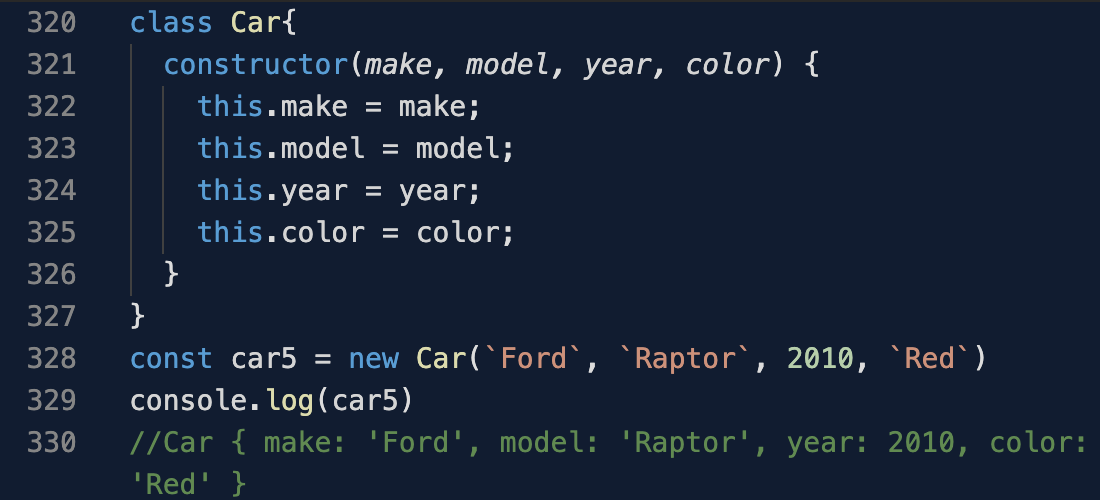 320 class Car{
321 constructor(make, model, year, color) {
322 this.make = make;
323 this.model = model;
324 this.year = year;
325 this.color = color;
326 }
327 }
328 const car5 = new Car(`Ford`, `Raptor`, 2010, `Red`)
329 console.log(car5)
330 //Car { make: 'Ford', model: 'Raptor', year: 2010, color:
'Red' }